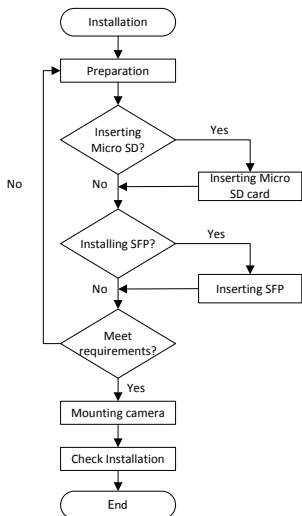 Installation
Preparation
Inserting
Micro SD?
Yes
No
No
Inserting Micro
SD card
Installing SFP?
Yes
No
Inserting SFP
Meet
requirements?
Yes
Mounting camera
Check Installation
End